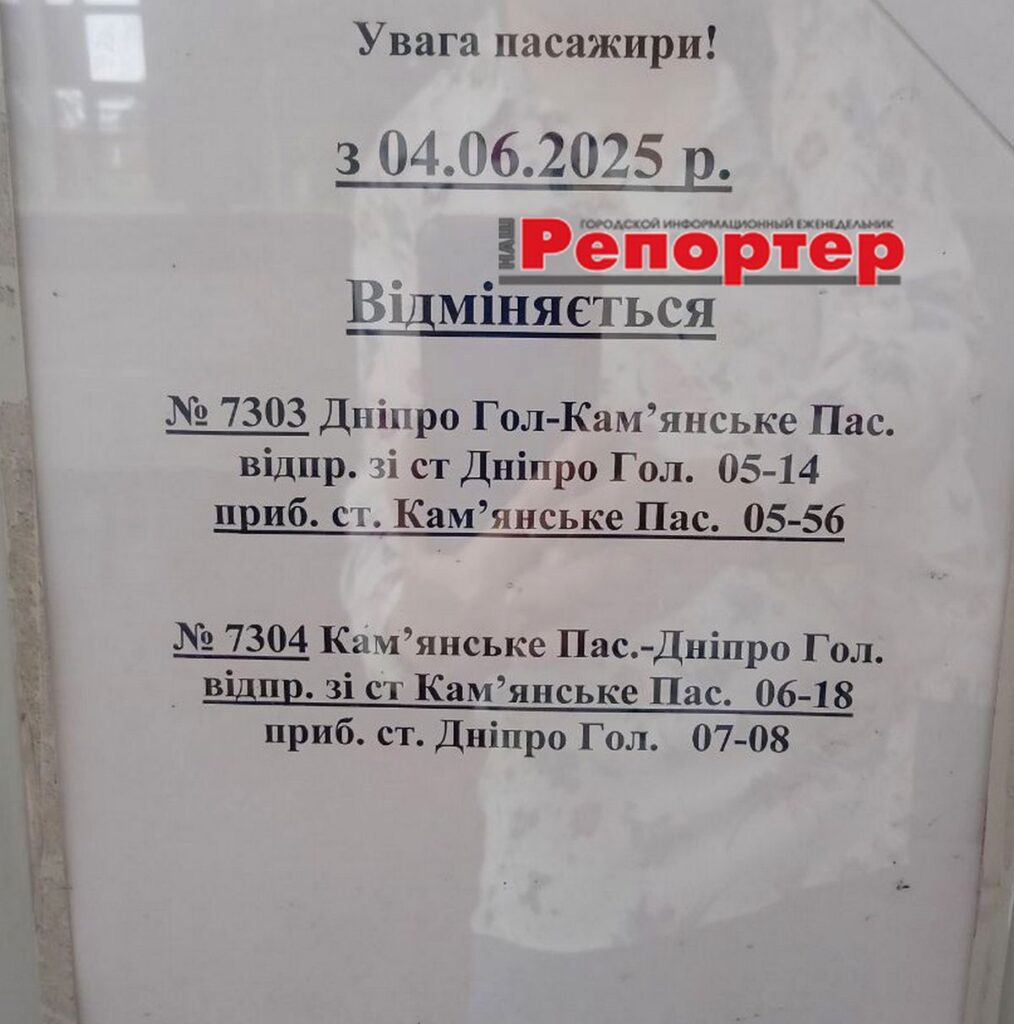 Увага пасажири!
з 04.06.2025 р.
ГОРОДСКОЙ ИНФОРМАЦИОННЫЙ ЕЖЕНЕДЕЛЬНИК
НАШ Репортер
Відміняється
№ 7303 Дніпро Гол-Кам’янське Пас.
відпр. зі ст Дніпро Гол. 05-14
приб. ст. Кам’янське Пас. 05-56
№ 7304 Кам’янське Пас.-Дніпро Гол.
відпр. зі ст Кам’янське Пас. 06-18
приб. ст. Дніпро Гол. 07-08